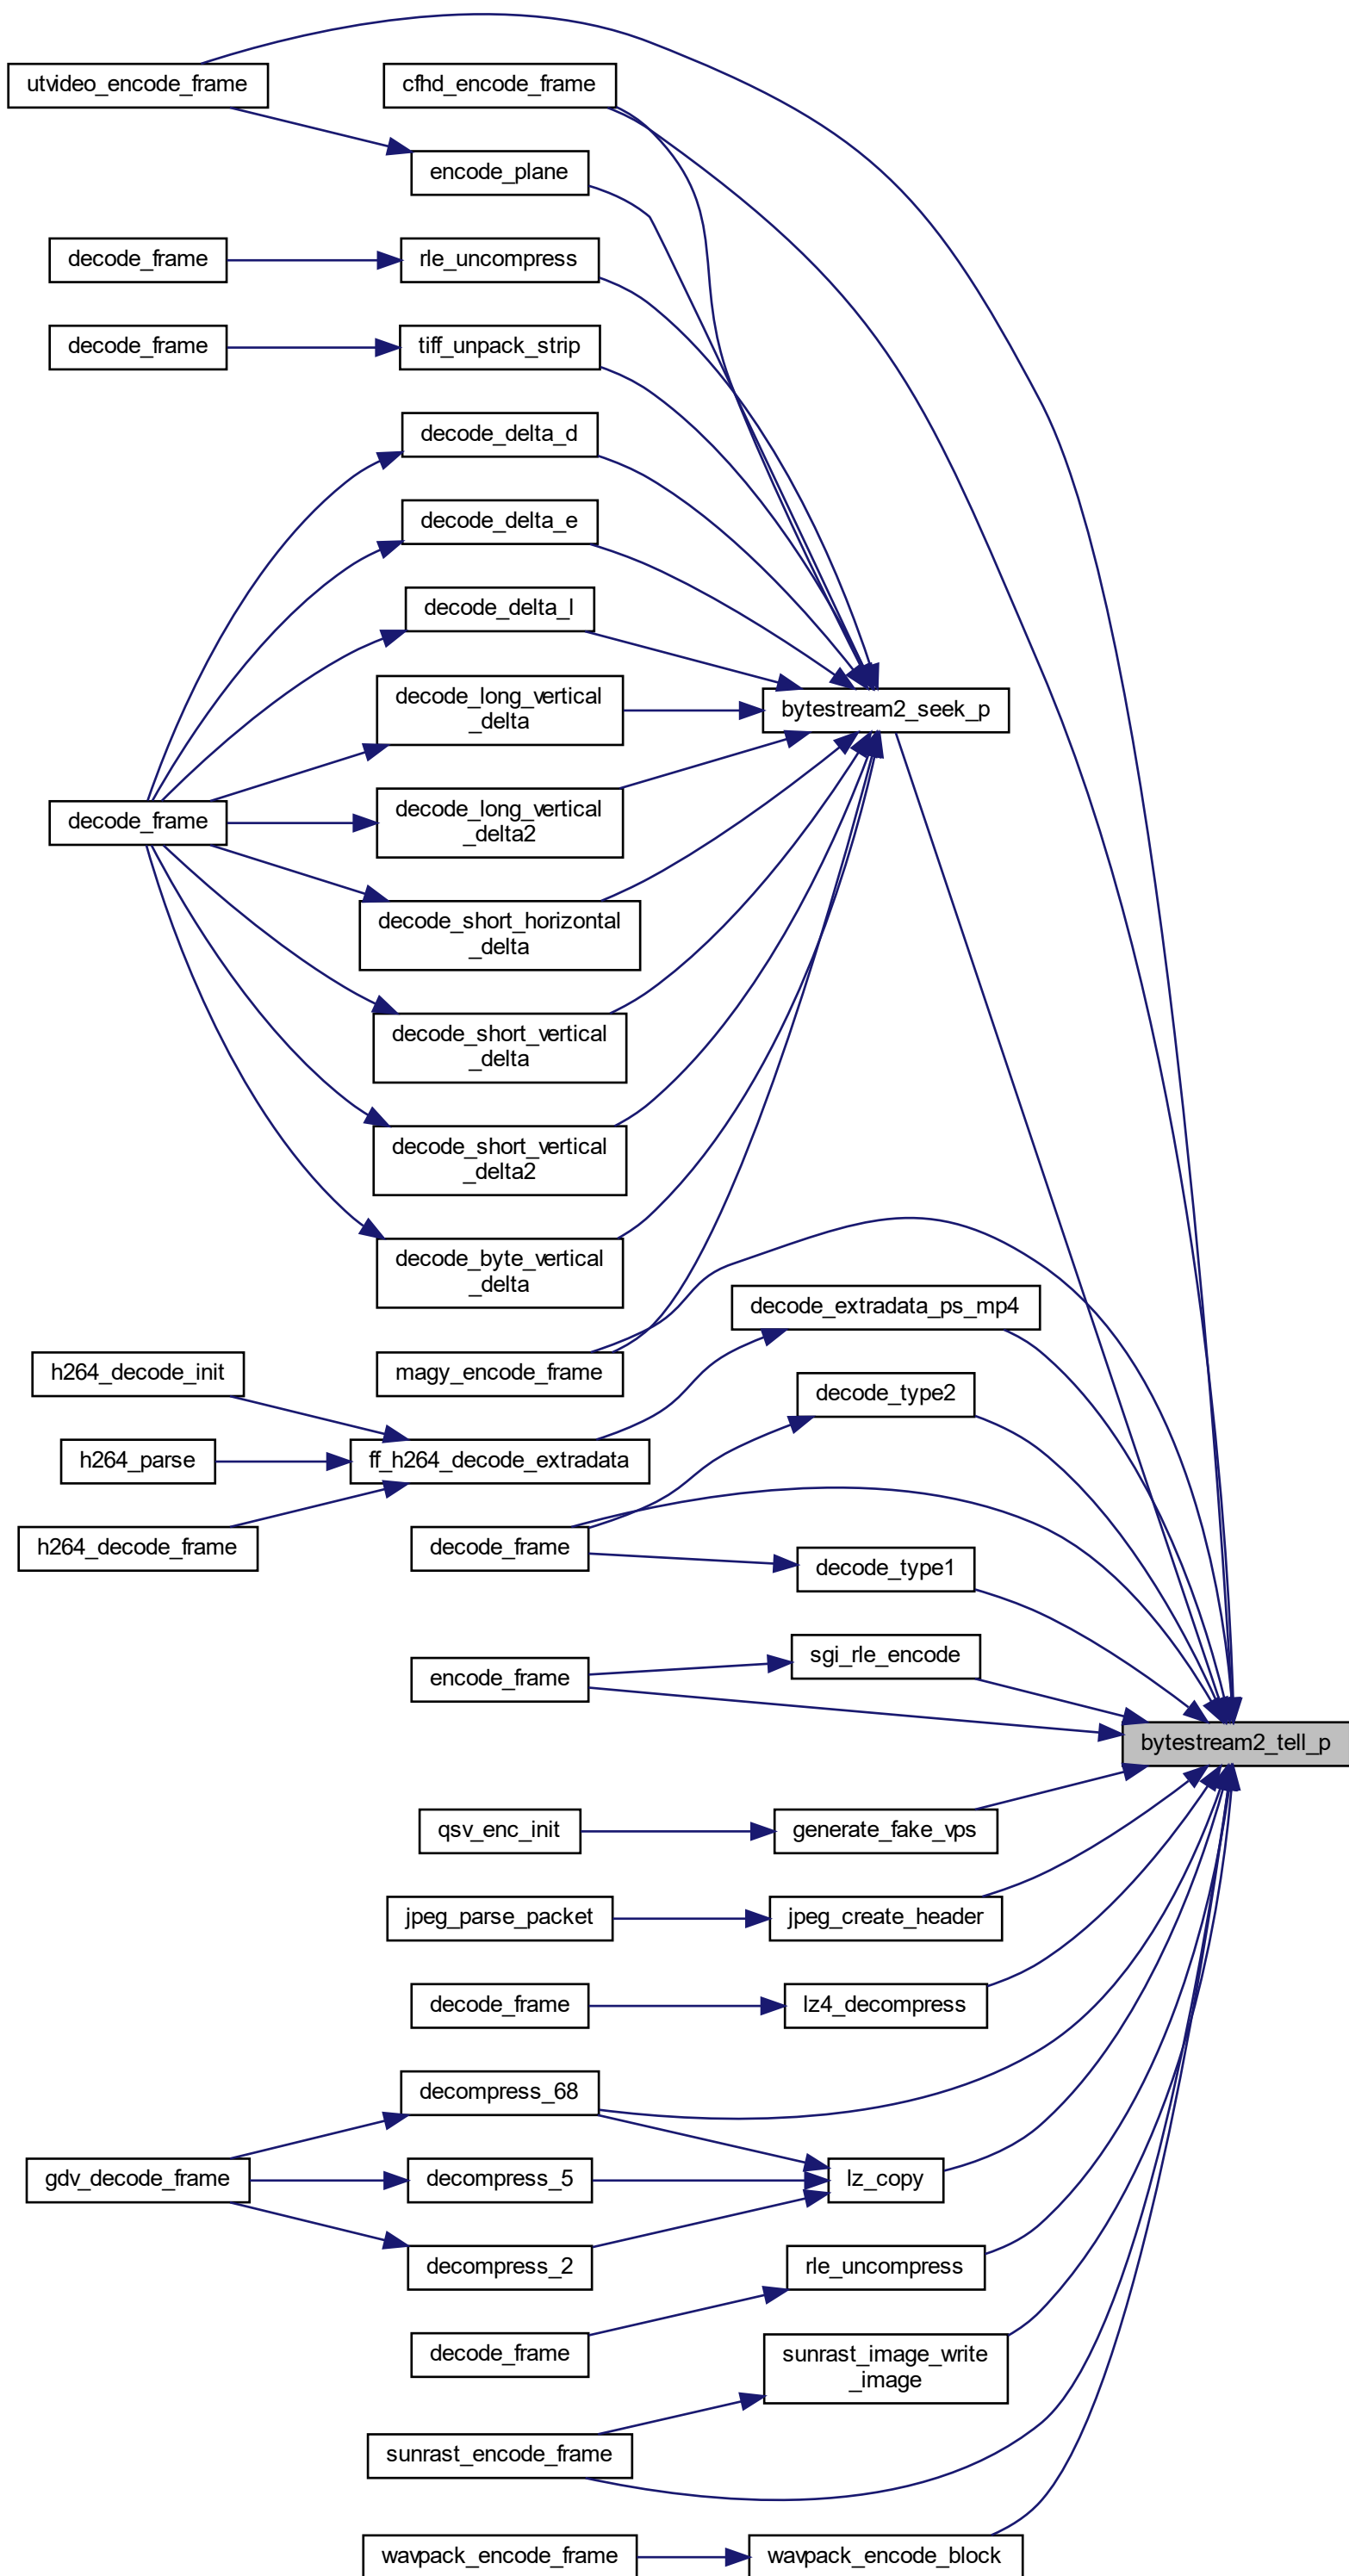 utvideo_encode_frame
cfhd_encode_frame
encode_plane
decode_frame
rle_uncompress
decode_frame
tiff_unpack_strip
decode_delta_d
decode_delta_e
decode_delta_l
decode_long_vertical
_delta
bytestream2_seek_p
decode_frame
decode_long_vertical
_delta2
decode_short_horizontal
_delta
decode_short_vertical
_delta
decode_short_vertical
_delta2
decode_byte_vertical
_delta
decode_extradata_ps_mp4
h264_decode_init
magy_encode_frame
decode_type2
h264_parse
ff_h264_decode_extradata
h264_decode_frame
decode_frame
decode_type1
encode_frame
sgi_rle_encode
bytestream2_tell_p
qsv_enc_init
generate_fake_vps
jpeg_parse_packet
jpeg_create_header
decode_frame
lz4_decompress
decompress_68
gdv_decode_frame
decompress_5
lz_copy
decompress_2
rle_uncompress
decode_frame
sunrast_image_write
_image
sunrast_encode_frame
wavpack_encode_frame
wavpack_encode_block